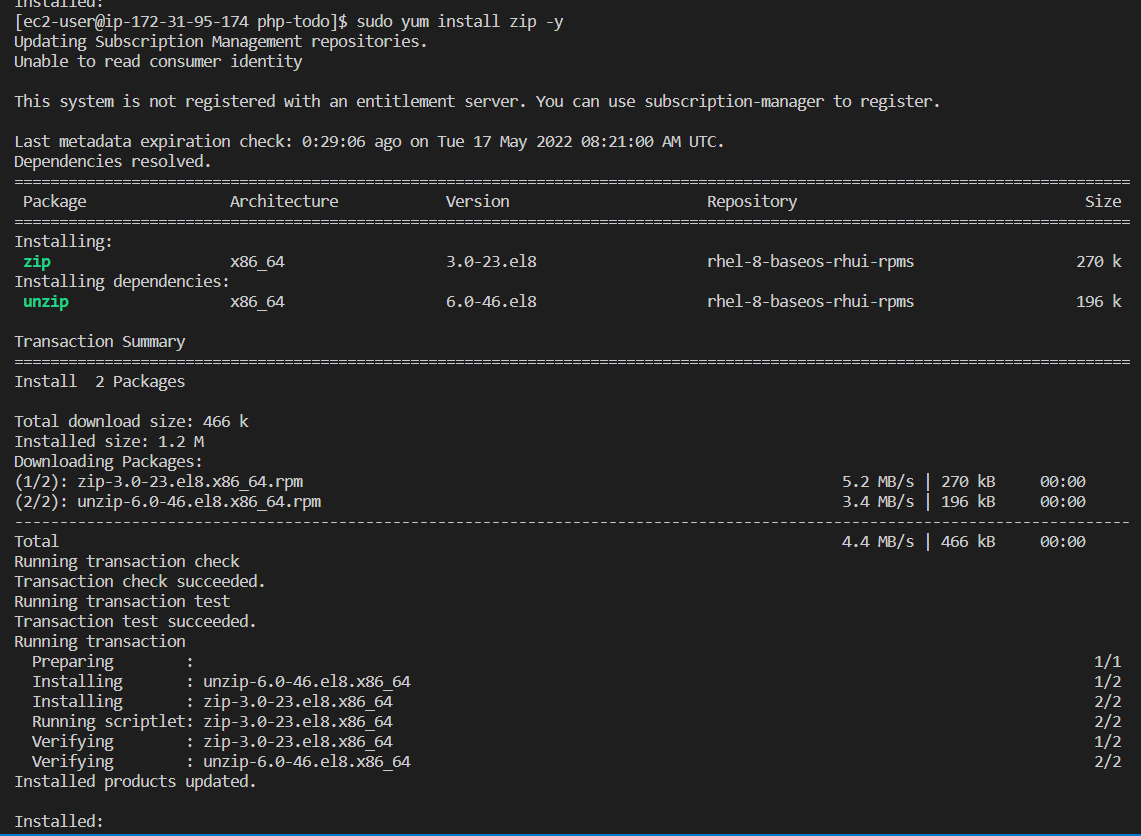 Installed:
[ec2-user@ip-172-31-95-174 php-todo]$ sudo yum install zip -y
Updating Subscription Management repositories.
Unable to read consumer identity
This system is not registered with an entitlement server. You can use subscription-manager to register.
Last metadata expiration check: 0:29:06 ago on Tue 17 May 2022 08:21:00 AM UTC.
Dependencies resolved.
================================================================================
Package Architecture Version Repository Size
================================================================================
Installing:
zip x86_64 3.0-23.el8 rhel-8-baseos-rhui-rpms 270 k
Installing dependencies:
unzip x86_64 6.0-46.el8 rhel-8-baseos-rhui-rpms 196 k
Transaction Summary
================================================================================
Install 2 Packages
Total download size: 466 k
Installed size: 1.2 M
Downloading Packages:
(1/2): zip-3.0-23.el8.x86_64.rpm 5.2 MB/s | 270 kB 00:00
(2/2): unzip-6.0-46.el8.x86_64.rpm 3.4 MB/s | 196 kB 00:00
--------------------------------------------------------------------------------
Total 4.4 MB/s | 466 kB 00:00
Running transaction check
Transaction check succeeded.
Running transaction test
Transaction test succeeded.
Running transaction
Preparing : 1/1
Installing : unzip-6.0-46.el8.x86_64 1/2
Installing : zip-3.0-23.el8.x86_64 2/2
Running scriptlet: zip-3.0-23.el8.x86_64 2/2
Verifying : zip-3.0-23.el8.x86_64 1/2
Verifying : unzip-6.0-46.el8.x86_64 2/2
Installed products updated.
Installed: